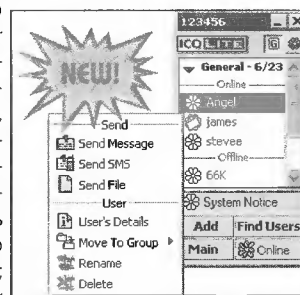 NEW!
Send
Send Message
Send SMS
Send File
User
User's Details
Move To Group
Rename
Delete
123456
ICQ LITE
General - 6/23
Online
Angel
james
stevee
Offline
66K
System Notice
Add Find Users
Main Online